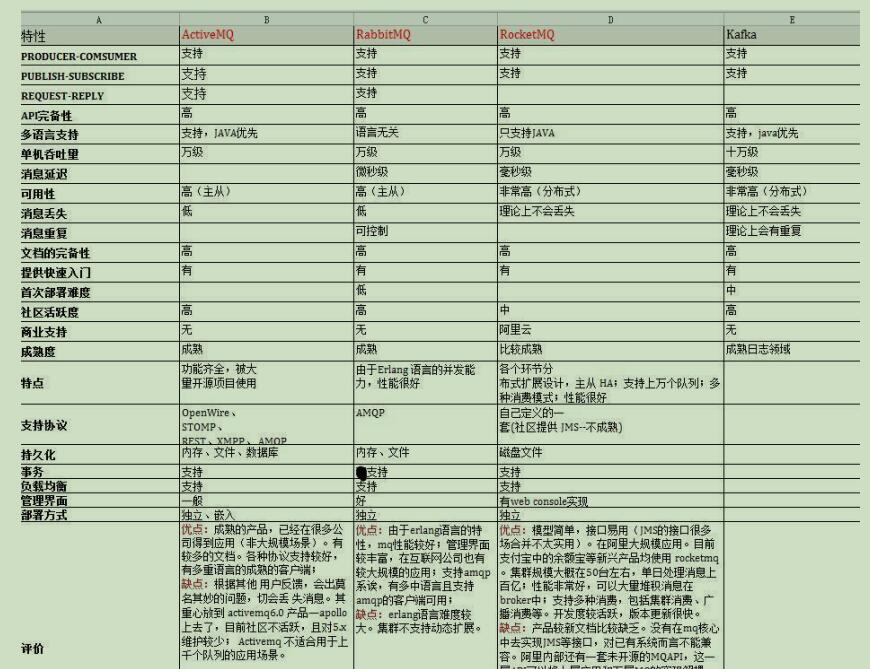 A B C D E
特性 ActiveMQ RabbitMQ RocketMQ Kafka
PRODUCER-COMSUMER 支持 支持 支持 支持
PUBLISH-SUBSCRIBE 支持 支持 支持 支持
REQUEST-REPLY 支持 支持
API完备性 高 高 高 高
多语言支持 支持，JAVA优先 语言无关 只支持JAVA 支持，java优先
单机吞吐量 万级 万级 万级 十万级
消息延迟 微秒级 毫秒级 毫秒级
可用性 高（主从） 高（主从） 非常高（分布式） 非常高（分布式）
消息丢失 低 低 理论上不会丢失 理论上不会丢失
消息重复 可控制 理论上会有重复
文档的完备性 高 高 高 高
提供快速入门 有 有 有 有
首次部署难度 低 中
社区活跃度 高 高 中 高
商业支持 无 无 阿里云 无
成熟度 成熟 成熟 比较成熟 成熟日志领域
特点
功能齐全，被大
量开源项目使用
由于Erlang 语言的并发能
力，性能很好
各个环节分
布式扩展设计，主从 HA；支持上万个队列；多
种消费模式；性能很好
支持协议
OpenWire、
STOMP、
REST、XMPP、AMQP
AMQP
自己定义的一
套(社区提供 JMS--不成熟)
持久化 内存、文件、数据库 内存、文件 磁盘文件
事务 支持 支持 支持
负载均衡 支持 支持 支持
管理界面 一般 好 有web console实现
部署方式 独立、嵌入 独立 独立
评价
优点：成熟的产品，已经在很多公
司得到应用（非大规模场景）。有
较多的文档。各种协议支持较好，
有多重语言的成熟的客户端；
缺点：根据其他用户反馈，会出莫
名其妙的问题，切会丢失消息。其
重心放到 activemq6.0 产品—apollo
上去了，目前社区不活跃，且对5.x
维护较少； Activemq 不适合用于上
千个队列的应用场景。
优点：由于erlang语言的特
性，mq性能较好；管理界面
较丰富，在互联网公司也有
较大规模的应用；支持amqp
系诶，有多中语言且支持
amqp的客户端可用；
缺点：erlang语言难度较
大。集群不支持动态扩展。
优点：模型简单，接口易用（JMS的接口很多
场合并不太实用）。在阿里大规模应用。目前
支付宝中的余额宝等新兴产品均使用 rocketmq
。集群规模大概在50台左右，单日处理消息上
百亿；性能非常好，可以大量堆积消息在
broker中；支持多种消费，包括集群消费、广
播消费等。开发度较活跃，版本更新很快。
缺点：产品较新文档比较缺乏。没有在mq核心
中去实现JMS等接口，对已有系统而言不能兼
容。阿里内部还有一套未开源的MQAPI，这一